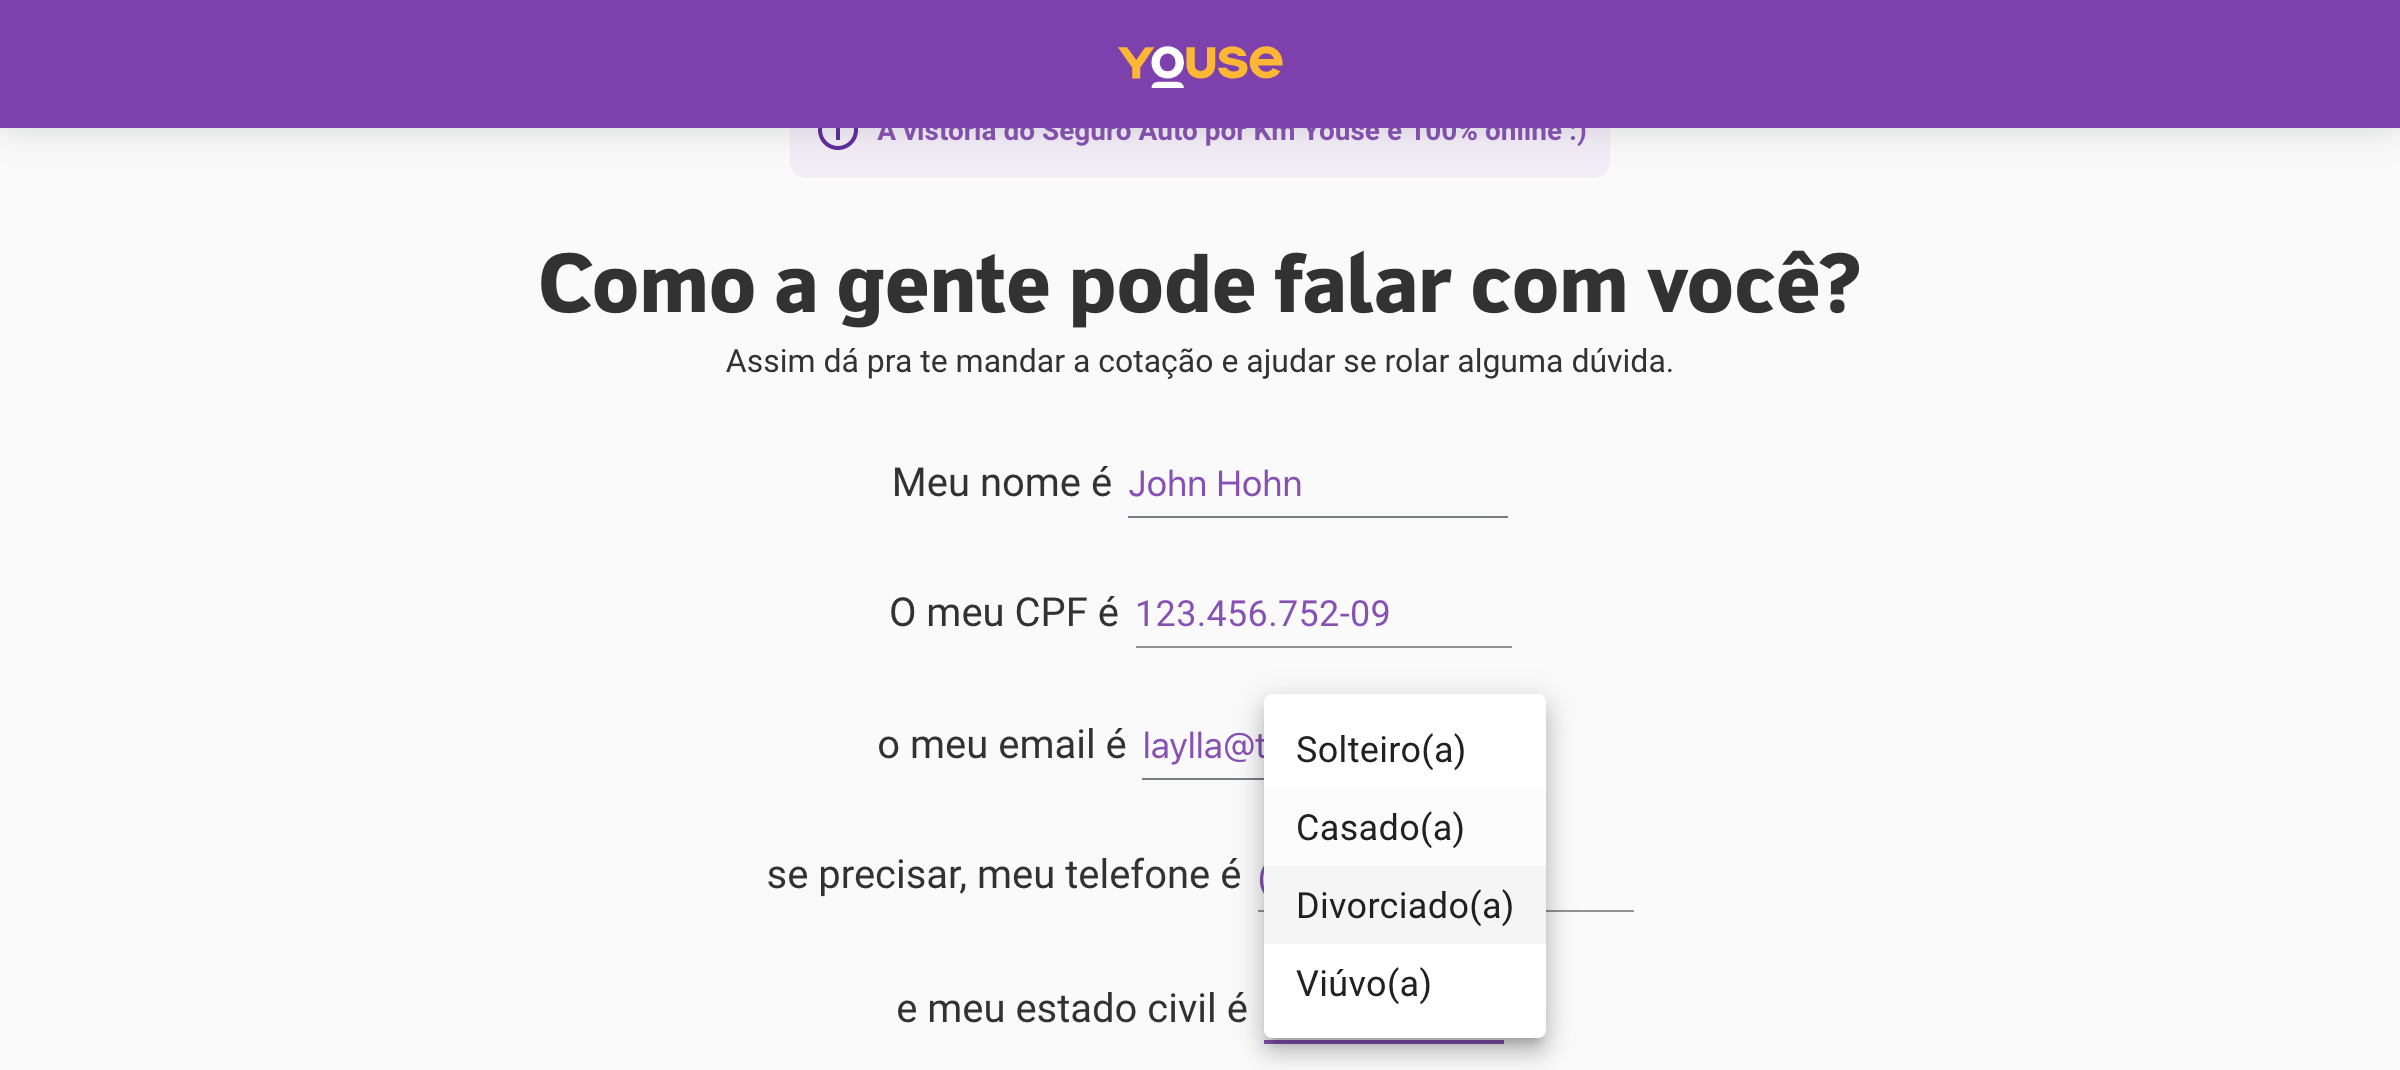 YOUSE
A vistoria do Seguro Auto por Km Youse é 100% online :)
Como a gente pode falar com você?
Assim dá pra te mandar a cotação e ajudar se rolar alguma dúvida.
Meu nome é John Hohn
O meu CPF é 123.456.752-09
o meu email é laylla@t
se precisar, meu telefone é (
e meu estado civil é
Solteiro(a)
Casado(a)
Divorciado(a)
Viúvo(a)